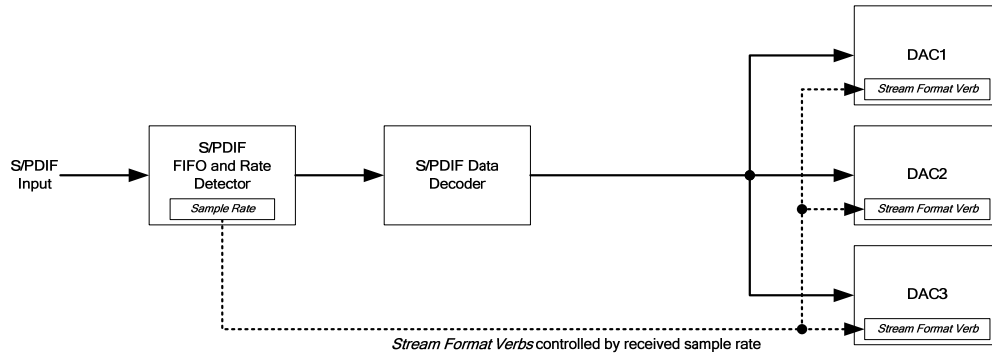 S/PDIF
Input
S/PDIF
FIFO and Rate
Detector
Sample Rate
S/PDIF Data
Decoder
DAC1
Stream Format Verb
DAC2
Stream Format Verb
DAC3
Stream Format Verb
Stream Format Verbs controlled by received sample rate